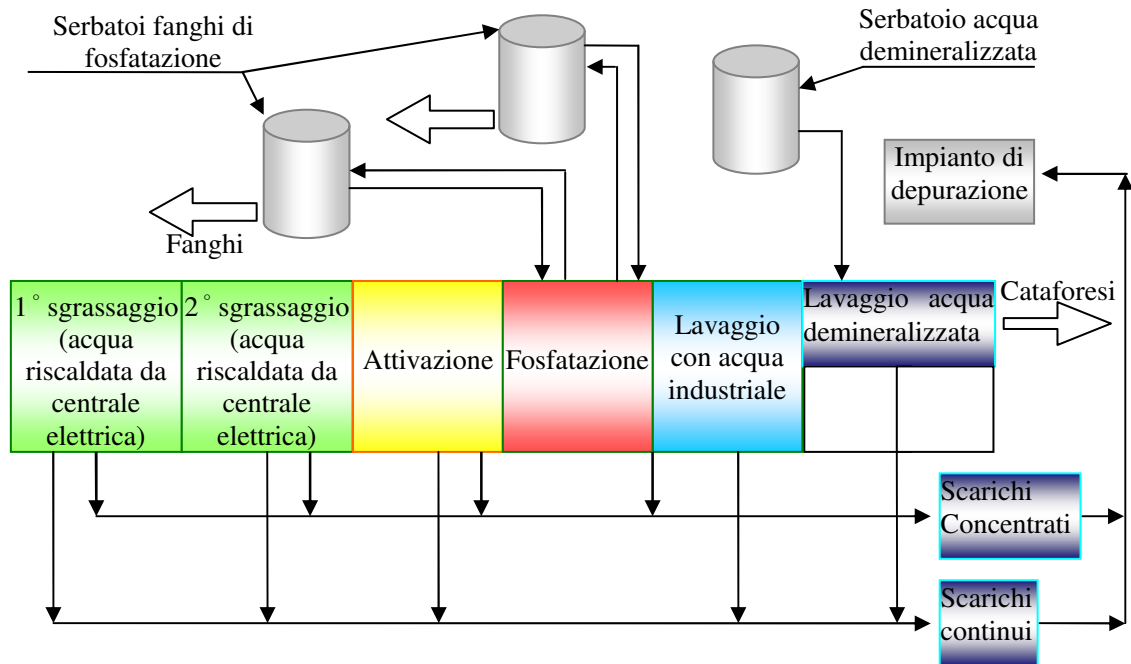 Serbatoi fanghi di
fosfatazione
Serbatoio acqua
demineralizzata
Impianto di
depurazione
Fanghi
1° sgrassaggio
(acqua
riscaldata da
centrale
elettrica)
2° sgrassaggio
(acqua
riscaldata da
centrale
elettrica)
Attivazione
Fosfatazione
Lavaggio
con acqua
industriale
Lavaggio acqua
demineralizzata
Cataforesi
Scarichi
Concentrati
Scarichi
continui